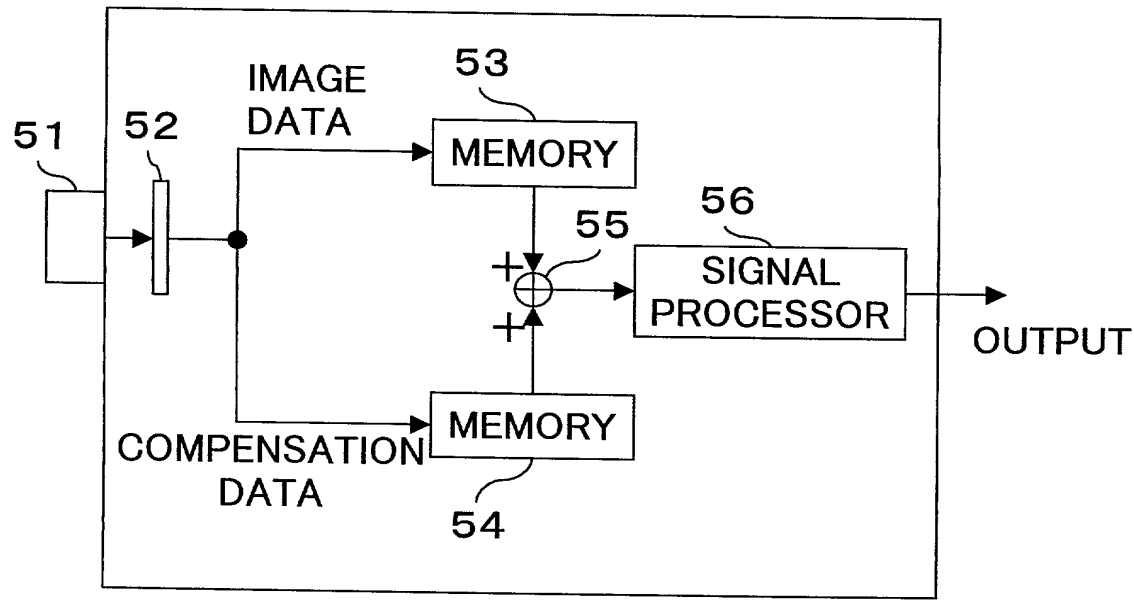 51
52
IMAGE
DATA
53
MEMORY
55
+
+
56
SIGNAL
PROCESSOR
OUTPUT
MEMORY
54
COMPENSATION
DATA